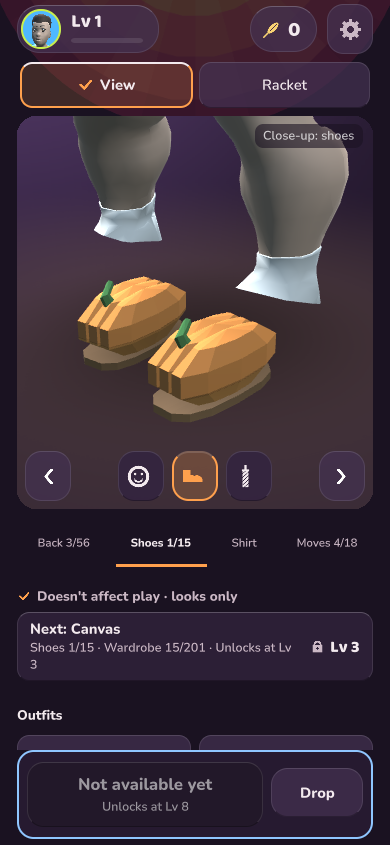 Lv 1
0
View
Racket
Close-up: shoes
Back 3/56
Shoes 1/15
Shirt
Moves 4/18
Doesn't affect play · looks only
Next: Canvas
Shoes 1/15 · Wardrobe 15/201 · Unlocks at Lv
3
Lv 3
Outfits
Not available yet
Unlocks at Lv 8
Drop